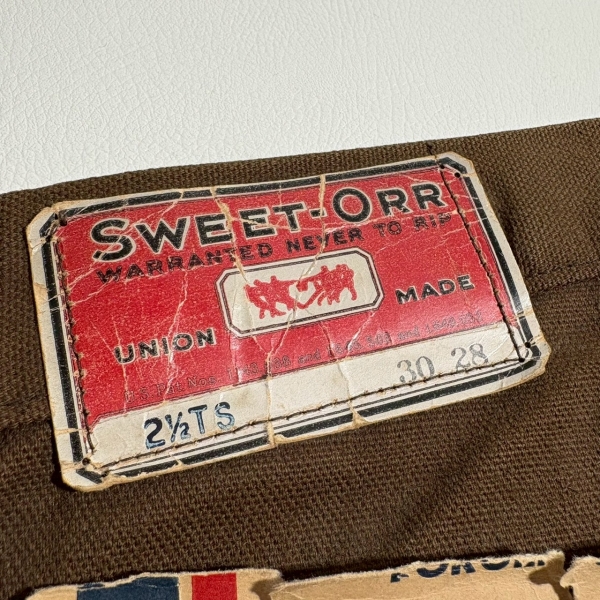 SWEET-ORR
WARRANTED NEVER TO RIP
UNION MADE
2½TS 30 28